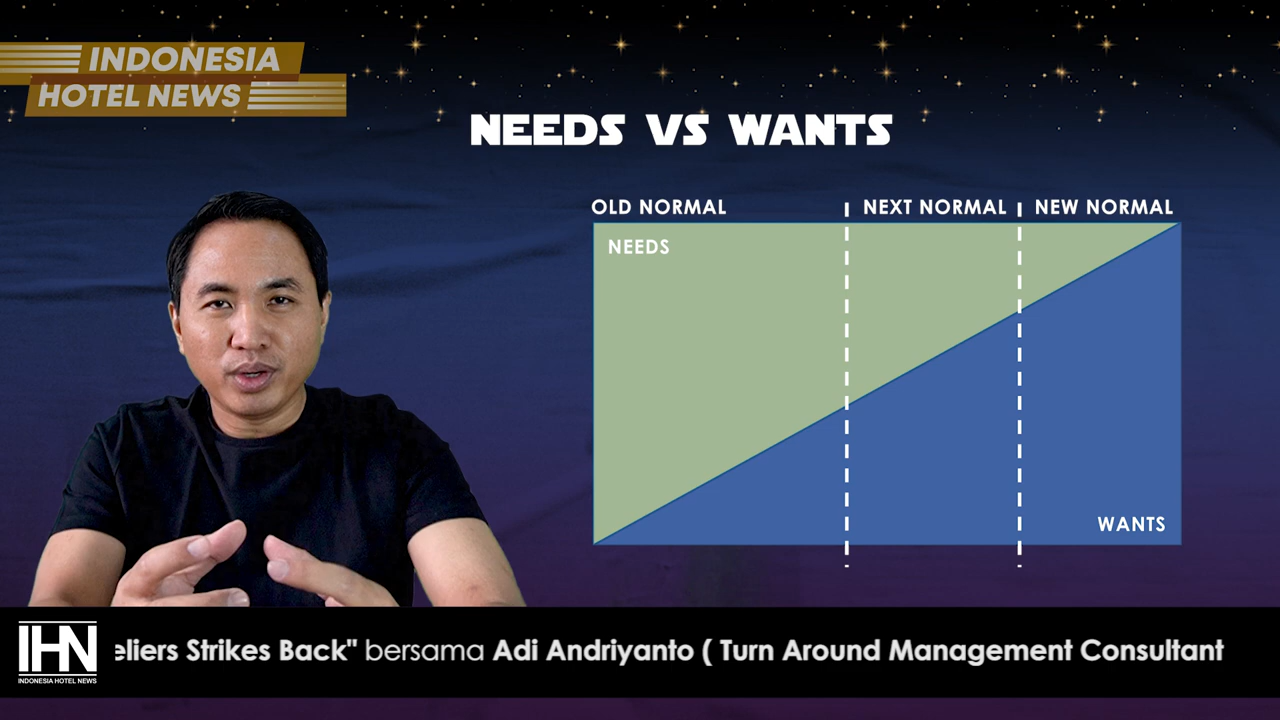 INDONESIA
HOTEL NEWS
NEEDS VS WANTS
OLD NORMAL
NEXT NORMAL
NEW NORMAL
NEEDS
WANTS
IHN
INDONESIA HOTEL NEWS
eliers Strikes Back" bersama Adi Andriyanto ( Turn Around Management Consultant